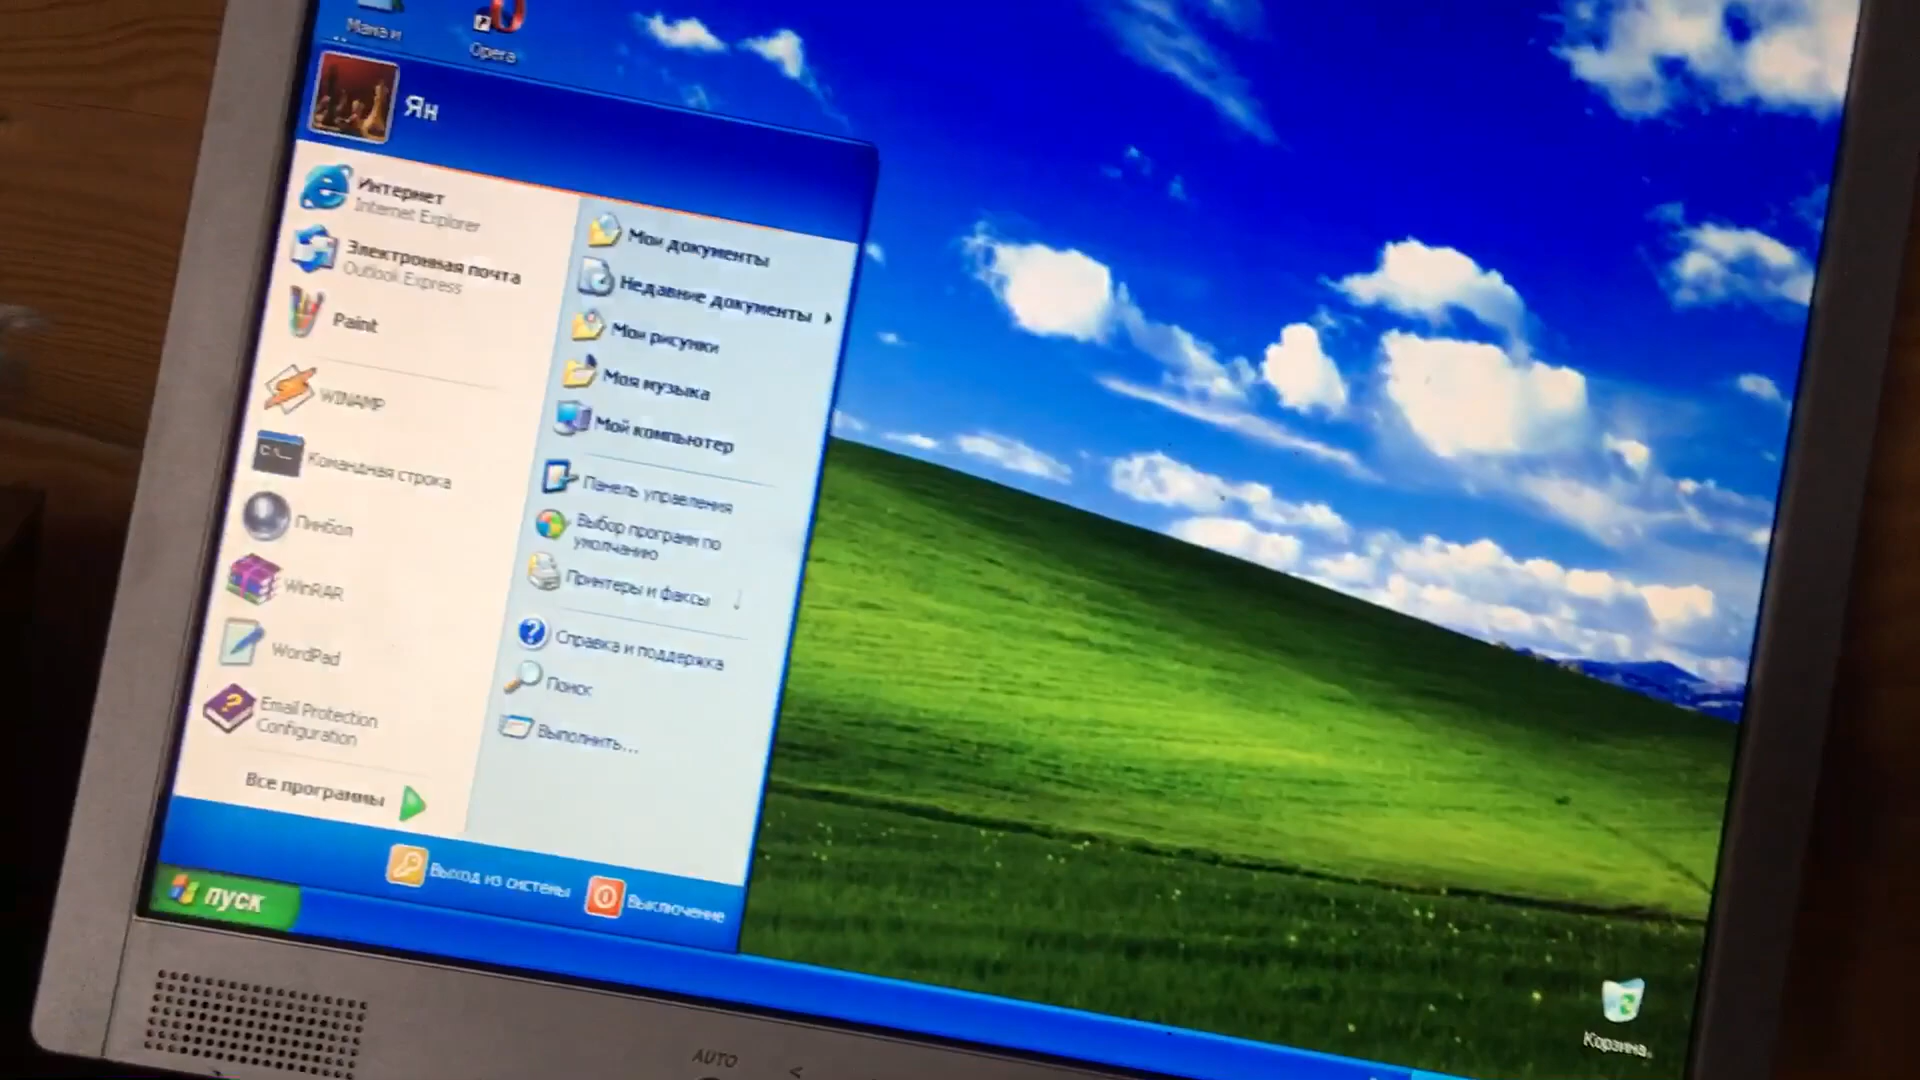 Мама и
Opera
Ян
Интернет
Internet Explorer
Электронная почта
Outlook Express
Paint
WINAMP
Командная строка
Пинбол
WinRAR
WordPad
Email Protection
Configuration
Все программы
Мои документы
Недавние документы
Мои рисунки
Моя музыка
Мой компьютер
Панель управления
Выбор программ по
умолчанию
Принтеры и факсы
Справка и поддержка
Поиск
Выполнить...
Выход из системы
Выключение
пуск
Корзина
AUTO
<